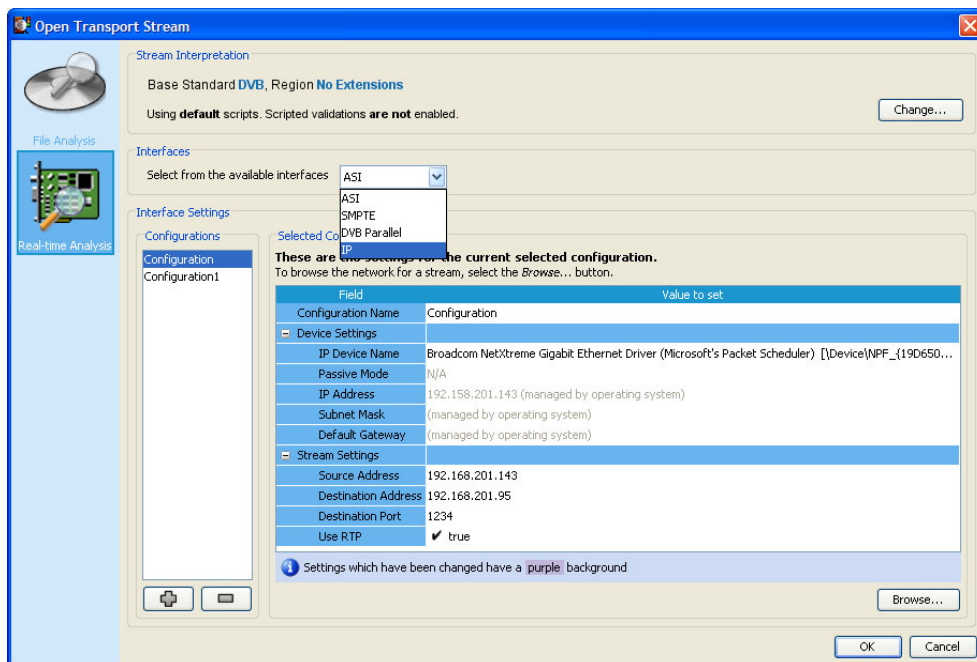 Open Transport Stream
File Analysis
Real-time Analysis
Stream Interpretation
Base Standard DVB, Region No Extensions
Using default scripts. Scripted validations are not enabled.
Change...
Interfaces
Select from the available interfaces ASI
ASI
SMPTE
DVB Parallel
IP
Interface Settings
Configurations
Configuration
Configuration1
Selected Co
These are the settings for the current selected configuration.
To browse the network for a stream, select the Browse... button.
Field Value to set
Configuration Name Configuration
Device Settings
IP Device Name Broadcom NetXtreme Gigabit Ethernet Driver (Microsoft's Packet Scheduler) [\Device\NPF_{19D650...
Passive Mode N/A
IP Address 192.158.201.143 (managed by operating system)
Subnet Mask (managed by operating system)
Default Gateway (managed by operating system)
Stream Settings
Source Address 192.168.201.143
Destination Address 192.168.201.95
Destination Port 1234
Use RTP ✔ true
Settings which have been changed have a purple background
Browse...
OK Cancel